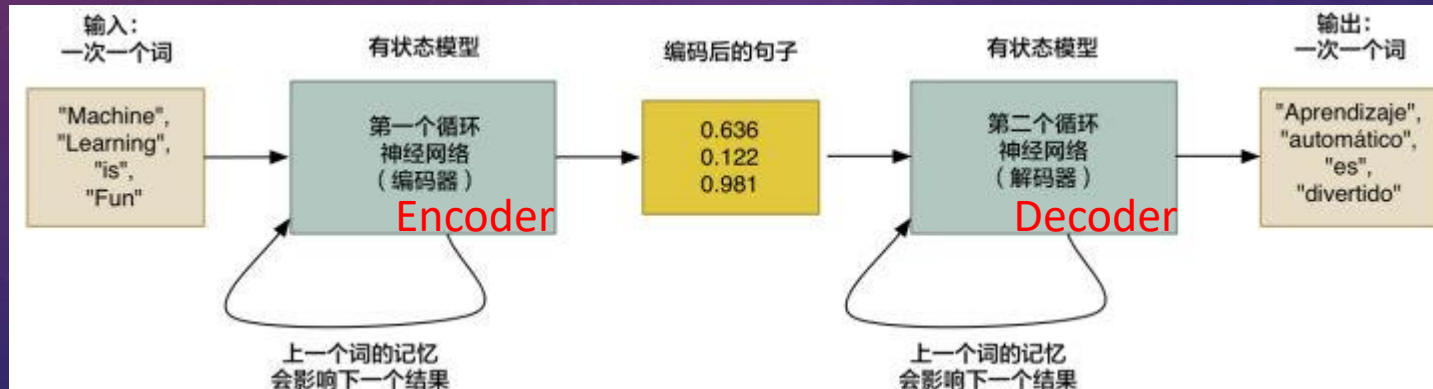 输入:
一次一个词
"Machine",
"Learning",
"is",
"Fun"
有状态模型
第一个循环
神经网络
（编码器）
Encoder
上一个词的记忆
会影响下一个结果
编码后的句子
0.636
0.122
0.981
有状态模型
第二个循环
神经网络
（解码器）
Decoder
上一个词的记忆
会影响下一个结果
输出:
一次一个词
"Aprendizaje",
"automático",
"es",
"divertido"